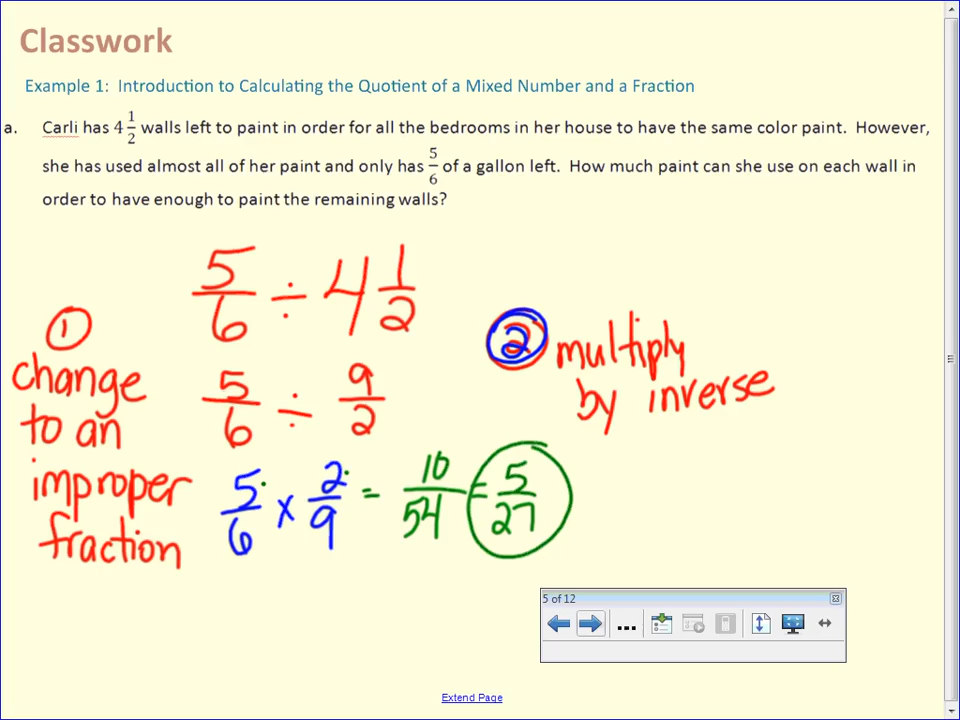 Classwork
Example 1: Introduction to Calculating the Quotient of a Mixed Number and a Fraction
a. Carli has 4 1/2 walls left to paint in order for all the bedrooms in her house to have the same color paint. However,
she has used almost all of her paint and only has 5/6 of a gallon left. How much paint can she use on each wall in
order to have enough to paint the remaining walls?
5/6 ÷ 4 1/2
1
change
to an
improper
fraction
5/6 ÷ 9/2
5/6 x 2/9 = 10/54 = 5/27
2 multiply
by inverse
5 of 12
...
Extend Page